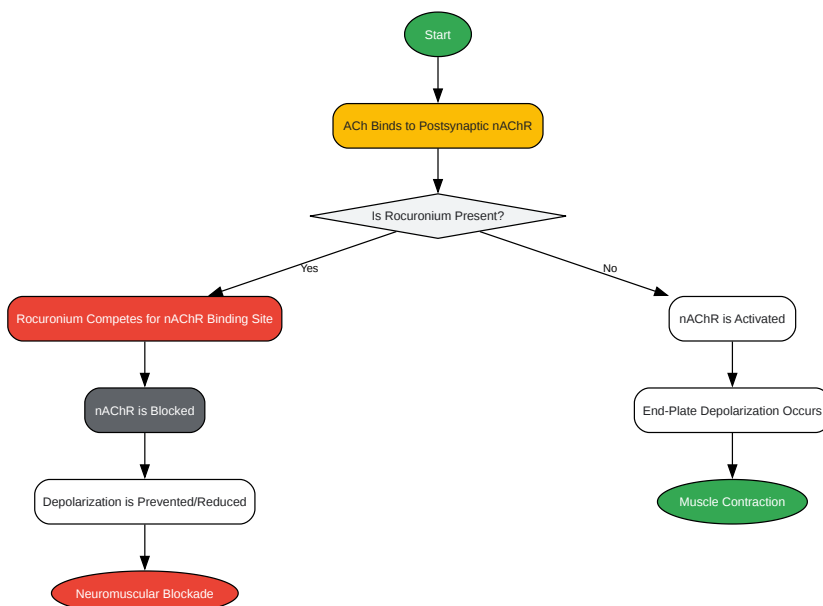 Start
ACh Binds to Postsynaptic nAChR
Is Rocuronium Present?
Yes
No
Rocuronium Competes for nAChR Binding Site
nAChR is Activated
nAChR is Blocked
End-Plate Depolarization Occurs
Depolarization is Prevented/Reduced
Muscle Contraction
Neuromuscular Blockade